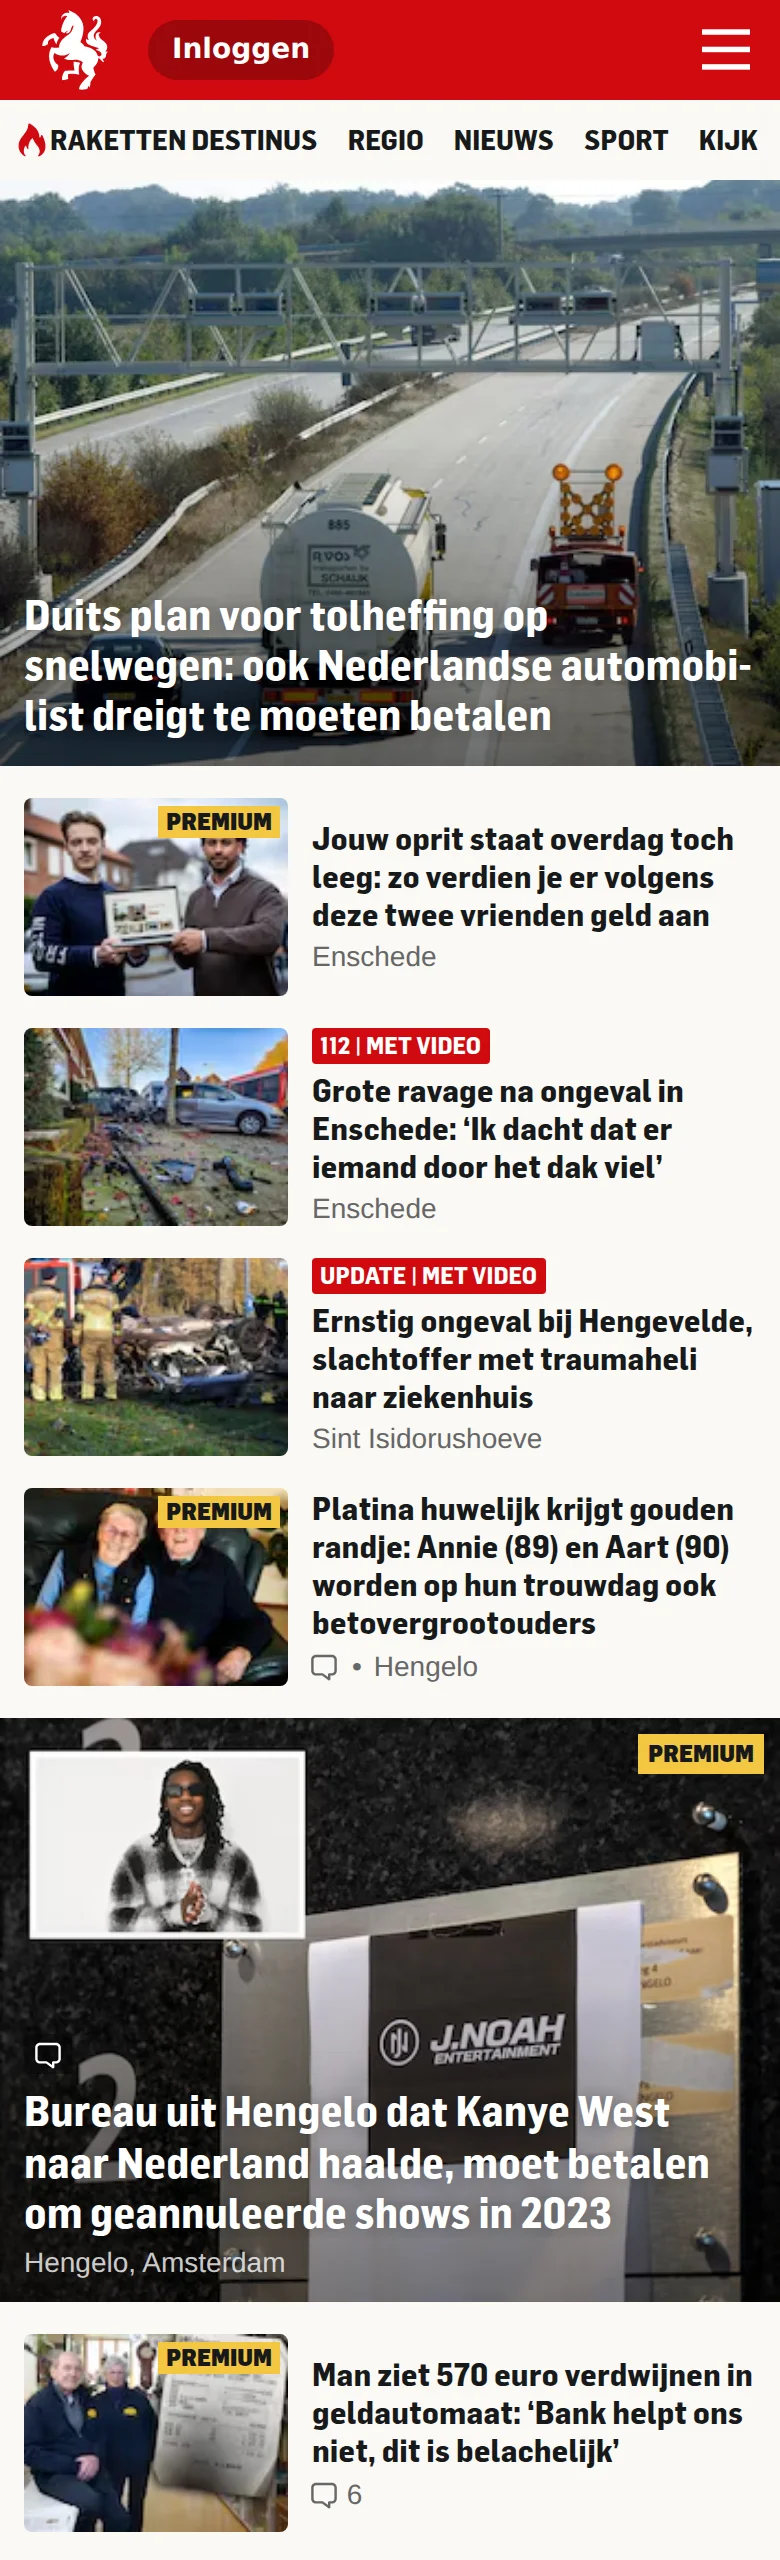 Inloggen
RAKETTEN DESTINUS REGIO NIEUWS SPORT KIJK
885
SCHAIJK
Duits plan voor tolheffing op
snelwegen: ook Nederlandse automobi-
list dreigt te moeten betalen
PREMIUM
Jouw oprit staat overdag toch
leeg: zo verdien je er volgens
deze twee vrienden geld aan
Enschede
112 | MET VIDEO
Grote ravage na ongeval in
Enschede: ‘Ik dacht dat er
iemand door het dak viel’
Enschede
UPDATE | MET VIDEO
Ernstig ongeval bij Hengevelde,
slachtoffer met traumaheli
naar ziekenhuis
Sint Isidorushoeve
PREMIUM
Platina huwelijk krijgt gouden
randje: Annie (89) en Aart (90)
worden op hun trouwdag ook
betovergrootouders
• Hengelo
PREMIUM
2
J.NOAH
ENTERTAINMENT
2
Bureau uit Hengelo dat Kanye West
naar Nederland haalde, moet betalen
om geannuleerde shows in 2023
Hengelo, Amsterdam
PREMIUM
Man ziet 570 euro verdwijnen in
geldautomaat: ‘Bank helpt ons
niet, dit is belachelijk’
6